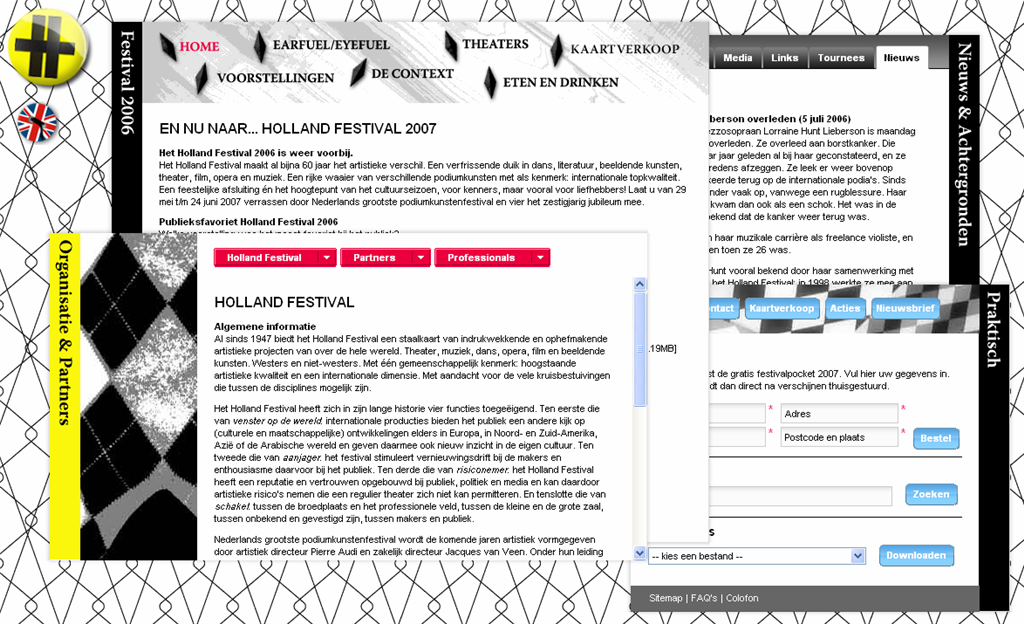 Festival 2006
HOME
EARFUEL/EYEFUEL
THEATERS
KAARTVERKOOP
VOORSTELLINGEN
DE CONTEXT
ETEN EN DRINKEN
EN NU NAAR... HOLLAND FESTIVAL 2007
Het Holland Festival 2006 is weer voorbij.
Het Holland Festival maakt al bijna 60 jaar het artistieke verschil. Een verfrissende duik in dans, literatuur, beeldende kunsten,
theater, film, opera en muziek. Een rijke waaier van verschillende podiumkunsten met als kenmerk: internationale topkwaliteit.
Een feestelijke afsluiting én het hoogtepunt van het cultuurseizoen, voor kenners, maar vooral voor liefhebbers! Laat u van 29
mei t/m 24 juni 2007 verrassen door Nederlands grootste podiumkunstenfestival en vier het zestigjarig jubileum mee.
Publieksfavoriet Holland Festival 2006
Nieuws & Achtergronden
Media
Links
Tournees
Nieuws
berson overleden (5 juli 2006)
ezzosopraan Lorraine Hunt Lieberson is maandag
overleden. Ze overleed aan borstkanker. Die
ar jaar geleden al bij haar geconstateerd, en ze
redens afzeggen. Ze leek er weer bovenop
keerde terug op de internationale podia's. Sinds
nder vaak op, vanwege een rugblessure. Haar
kwam dan ook als een schok. Het was in de
ekend dat de kanker weer terug was.
n haar muzikale carrière als freelance violiste, en
en toen ze 26 was.
Hunt vooral bekend door haar samenwerking met
het Holland Festival: in 1998 werkte ze mee aan
Organisatie & Partners
Holland Festival
Partners
Professionals
HOLLAND FESTIVAL
Algemene informatie
Al sinds 1947 biedt het Holland Festival een staalkaart van indrukwekkende en ophefmakende
artistieke projecten van over de hele wereld. Theater, muziek, dans, opera, film en beeldende
kunsten. Westers en niet-westers. Met één gemeenschappelijk kenmerk: hoogstaande
artistieke kwaliteit en een internationale dimensie. Met aandacht voor de vele kruisbestuivingen
die tussen de disciplines mogelijk zijn.
Het Holland Festival heeft zich in zijn lange historie vier functies toegeëigend. Ten eerste die
van venster op de wereld: internationale producties bieden het publiek een andere kijk op
(culturele en maatschappelijke) ontwikkelingen elders in Europa, in Noord- en Zuid-Amerika,
Azië of de Arabische wereld en geven daarmee ook nieuw inzicht in de eigen cultuur. Ten
tweede die van aanjager: het festival stimuleert vernieuwingsdrift bij de makers en
enthousiasme daarvoor bij het publiek. Ten derde die van risiconemer: het Holland Festival
heeft een reputatie en vertrouwen opgebouwd bij publiek, politiek en media en kan daardoor
artistieke risico's nemen die een regulier theater zich niet kan permitteren. En tenslotte die van
schakel: tussen de broedplaats en het professionele veld, tussen de kleine en de grote zaal,
tussen onbekend en gevestigd zijn, tussen makers en publiek.
Nederlands grootste podiumkunstenfestival wordt de komende jaren artistiek vormgegeven
door artistiek directeur Pierre Audi en zakelijk directeur Jacques van Veen. Onder hun leiding
Praktisch
ntact
Kaartverkoop
Acties
Nieuwsbrief
.19MB]
st de gratis festivalpocket 2007. Vul hier uw gegevens in.
dt dan direct na verschijnen thuisgestuurd.
* Adres *
* Postcode en plaats *
Bestel
Zoeken
s
-- kies een bestand --
Downloaden
Sitemap | FAQ's | Colofon